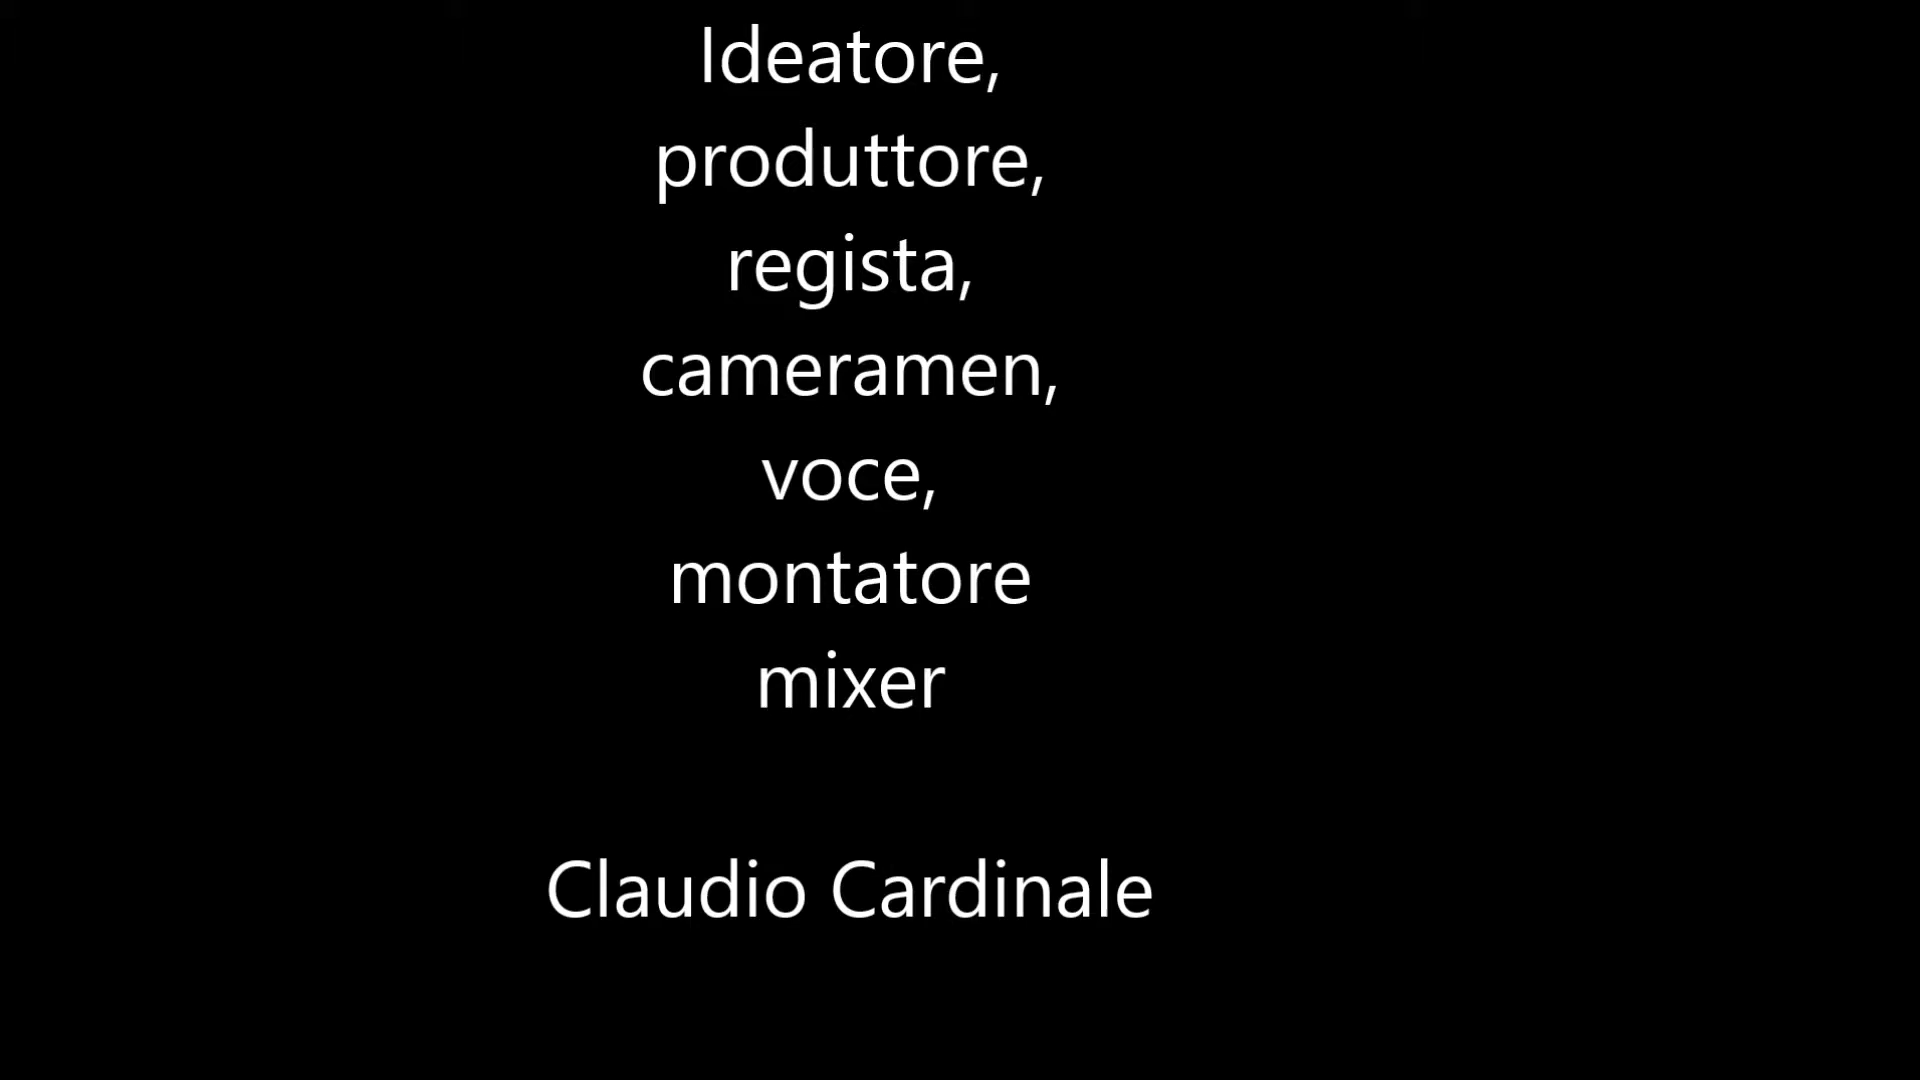 Ideatore,
produttore,
regista,
cameramen,
voce,
montatore
mixer
Claudio Cardinale